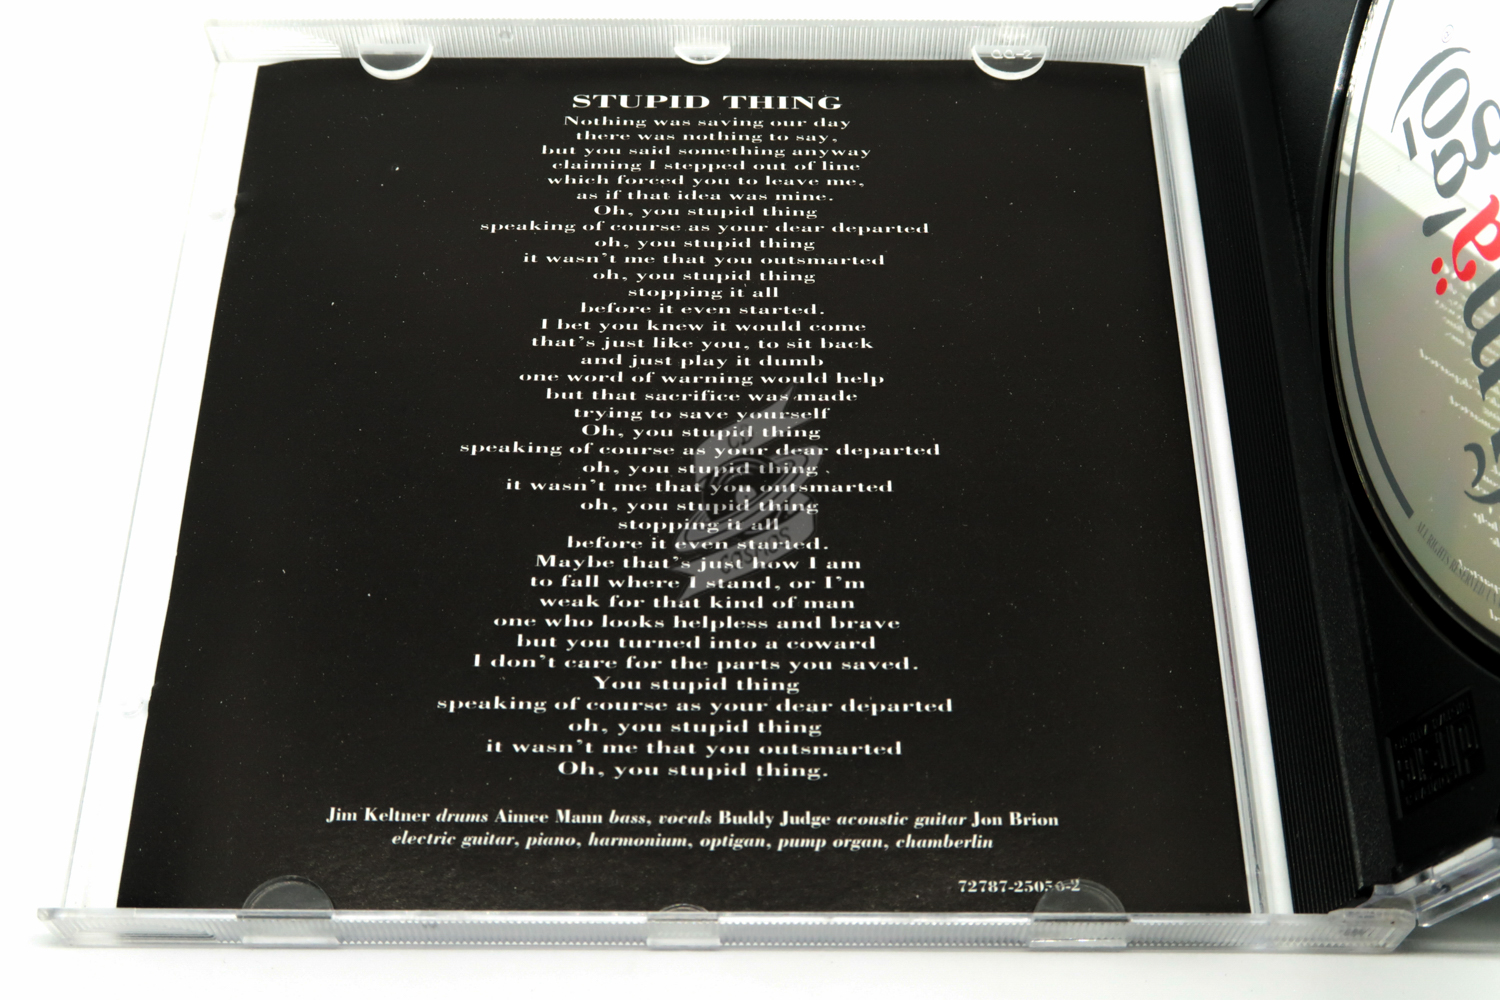 STUPID THING
Nothing was saving our day
there was nothing to say,
but you said something anyway
claiming I stepped out of line
which forced you to leave me,
as if that idea was mine.
Oh, you stupid thing
speaking of course as your dear departed
oh, you stupid thing
it wasn't me that you outsmarted
oh, you stupid thing
stopping it all
before it even started.
I bet you knew it would come
that's just like you, to sit back
and just play it dumb
one word of warning would help
but that sacrifice was made
trying to save yourself
Oh, you stupid thing
speaking of course as your dear departed
oh, you stupid thing
it wasn't me that you outsmarted
oh, you stupid thing
stopping it all
before it even started.
Maybe that's just how I am
to fall where I stand, or I'm
weak for that kind of man
one who looks helpless and brave
but you turned into a coward
I don't care for the parts you saved.
You stupid thing
speaking of course as your dear departed
oh, you stupid thing
it wasn't me that you outsmarted
Oh, you stupid thing.
Jim Keltner drums Aimee Mann bass, vocals Buddy Judge acoustic guitar Jon Brion
electric guitar, piano, harmonium, optigan, pump organ, chamberlin
ALL RIGHTS RESERVED